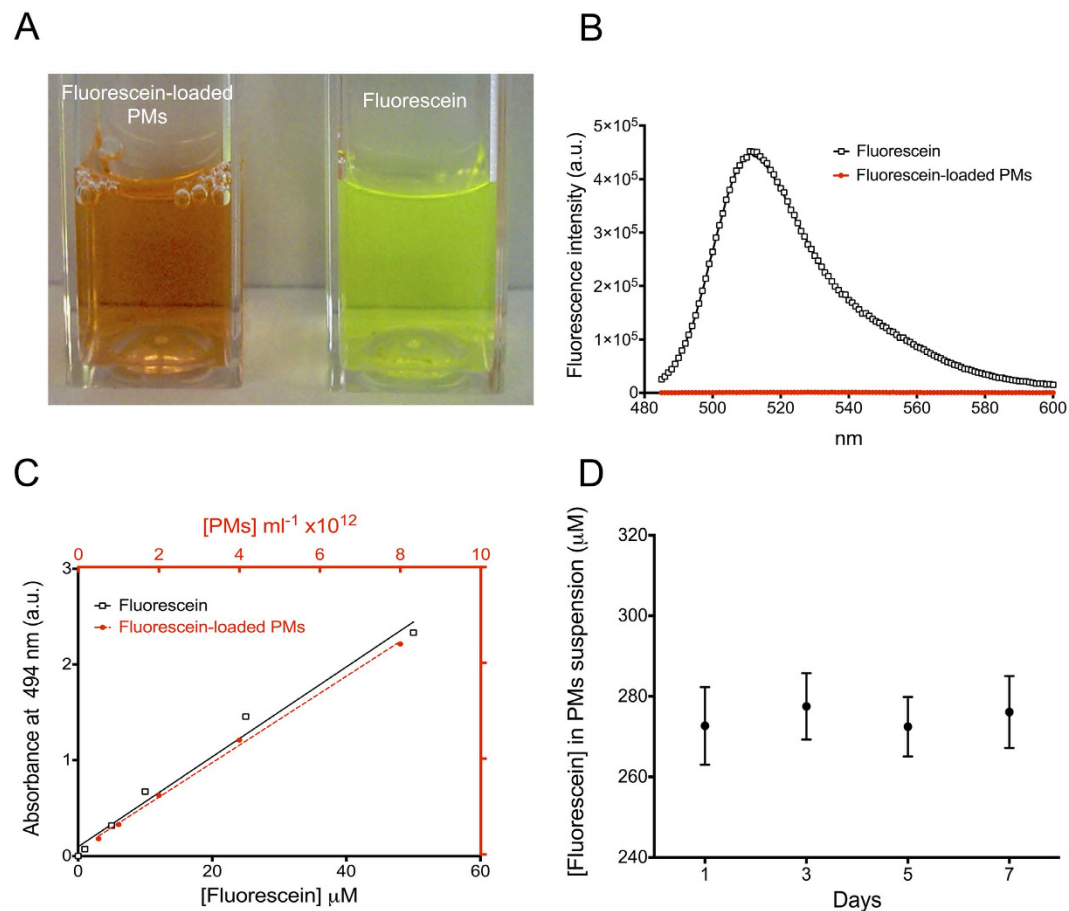 A
Fluorescein-loaded
PMs
Fluorescein
B
Fluorescence intensity (a.u.)
5×10⁵
4×10⁵
3×10⁵
2×10⁵
1×10⁵
0
480
500
520
540
560
580
600
nm
Fluorescein
Fluorescein-loaded PMs
C
[PMs] ml⁻¹ x10¹²
0
2
4
6
8
10
Absorbance at 494 nm (a.u.)
3
2
1
0
Fluorescein
Fluorescein-loaded PMs
0
20
40
60
[Fluorescein] μM
D
[Fluorescein] in PMs suspension (μM)
320
300
280
260
240
1
3
5
7
Days